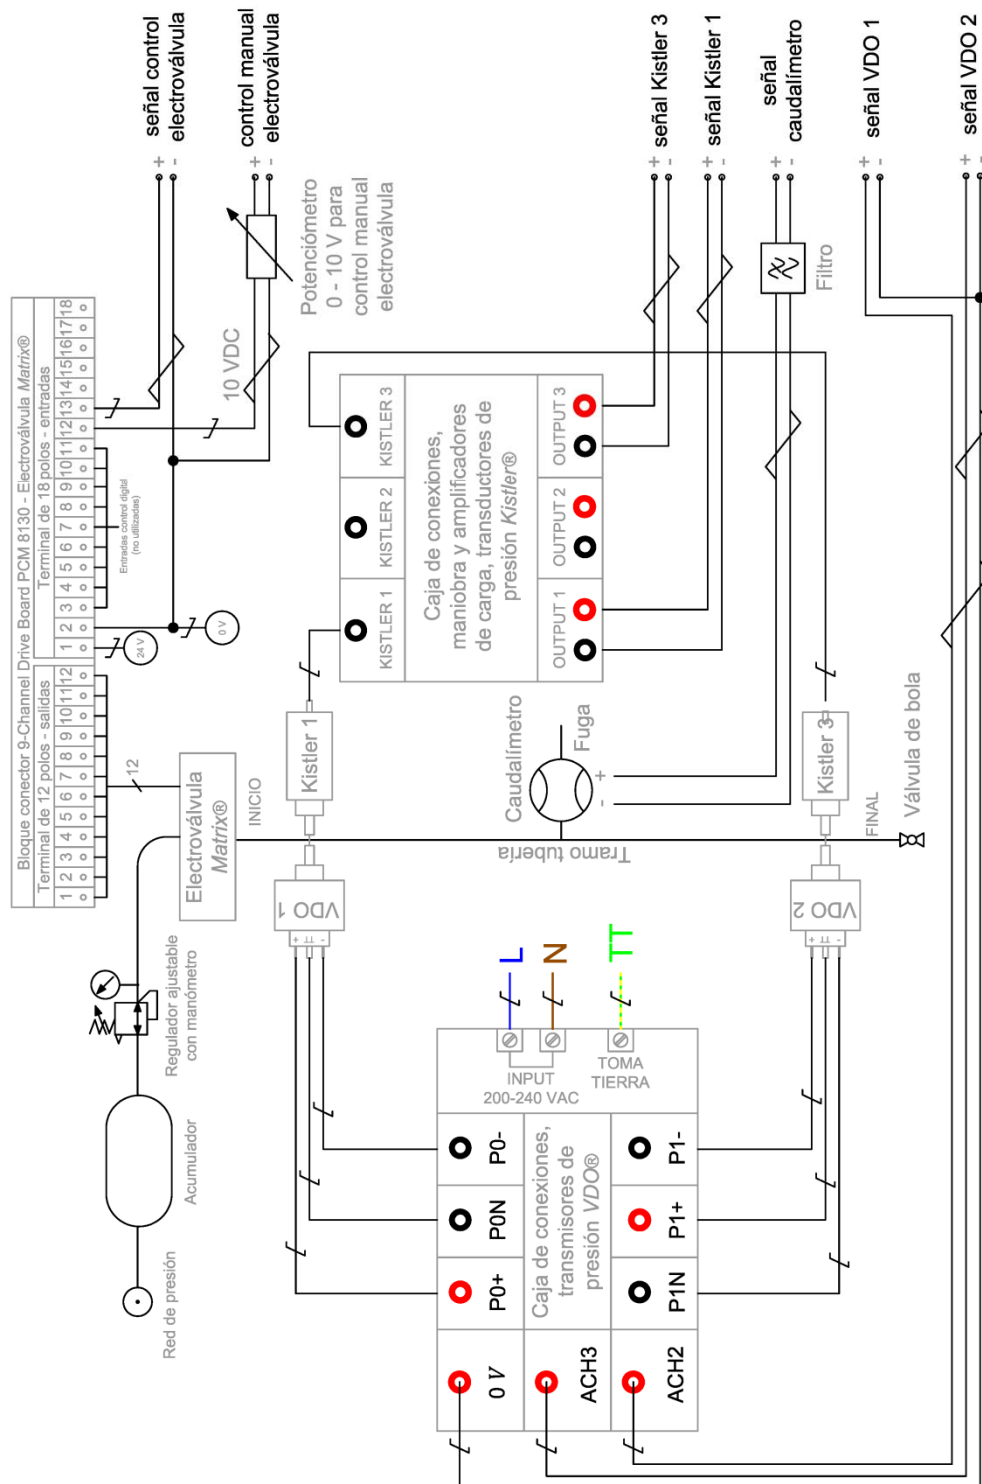 señal control
electroválvula
control manual
electroválvula
señal Kistler 3
señal Kistler 1
señal
caudalímetro
señal VDO 1
señal VDO 2
+
-
+
-
+
-
+
-
+
-
+
-
+
-
Potenciómetro
0 - 10 V para
control manual
electroválvula
Filtro
10 VDC
Bloque conector 9-Channel Drive Board PCM 8130 - Electroválvula Matrix®
Terminal de 12 polos - salidas
Terminal de 18 polos - entradas
1 2 3 4 5 6 7 8 9 10 11 12
1 2 3 4 5 6 7 8 9 10 11 12 13 14 15 16 17 18
Entradas control digital
(no utilizadas)
24 V
0 V
12
KISTLER 1
KISTLER 2
KISTLER 3
Caja de conexiones,
maniobra y amplificadores
de carga, transductores de
presión Kistler®
OUTPUT 1
OUTPUT 2
OUTPUT 3
Electroválvula
Matrix®
INICIO
Kistler 1
Caudalímetro
Fuga
- +
Kistler 3
FINAL
Válvula de bola
Tramo tubería
VDO 1
+
-
VDO 2
+
-
Regulador ajustable
con manómetro
Acumulador
Red de presión
L
N
TT
INPUT
200-240 VAC
TOMA
TIERRA
P0+
P0N
P0-
Caja de conexiones,
transmisores de
presión VDO®
P1N
P1+
P1-
0 V
ACH3
ACH2